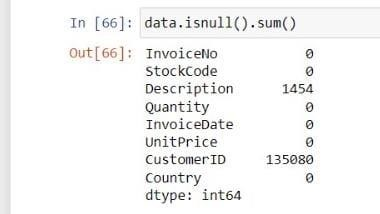 In [66]: data.isnull().sum()
Out[66]: InvoiceNo 0
StockCode 0
Description 1454
Quantity 0
InvoiceDate 0
UnitPrice 0
CustomerID 135080
Country 0
dtype: int64